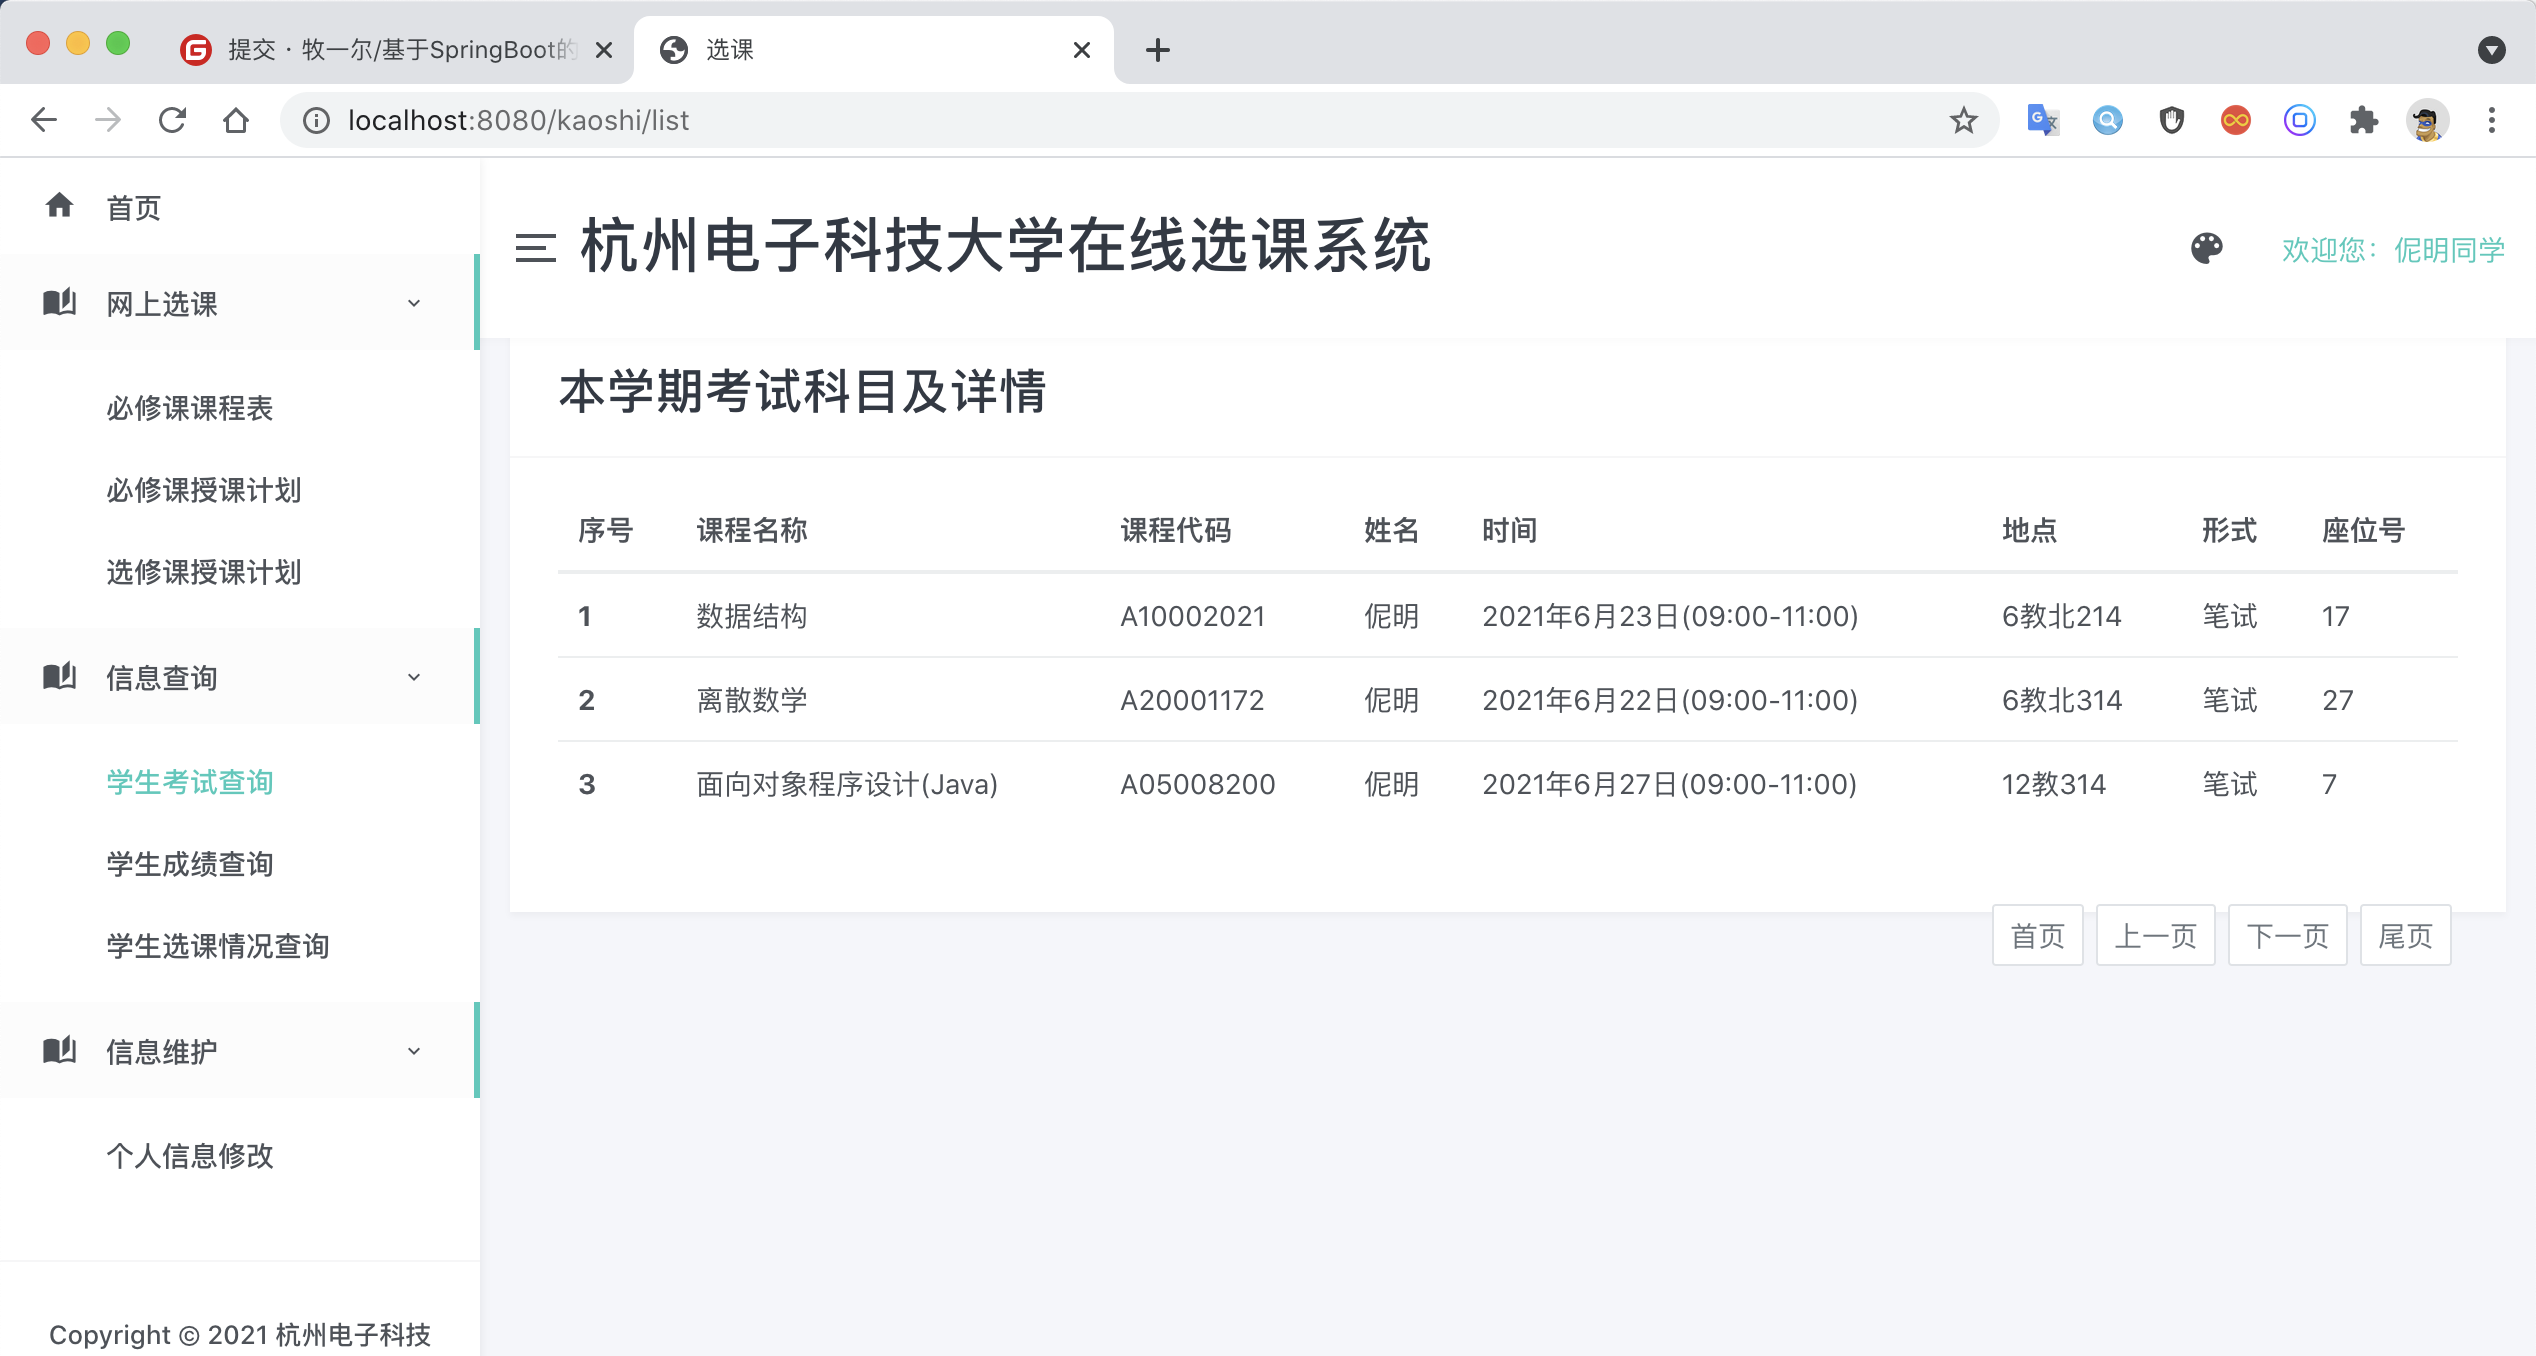 提交 · 牧一尔/基于SpringBoot的
选课
localhost:8080/kaoshi/list
首页
网上选课
必修课课程表
必修课授课计划
选修课授课计划
信息查询
学生考试查询
学生成绩查询
学生选课情况查询
信息维护
个人信息修改
Copyright © 2021 杭州电子科技
杭州电子科技大学在线选课系统
欢迎您：伲明同学
本学期考试科目及详情
序号 课程名称 课程代码 姓名 时间 地点 形式 座位号
1 数据结构 A10002021 伲明 2021年6月23日(09:00-11:00) 6教北214 笔试 17
2 离散数学 A20001172 伲明 2021年6月22日(09:00-11:00) 6教北314 笔试 27
3 面向对象程序设计(Java) A05008200 伲明 2021年6月27日(09:00-11:00) 12教314 笔试 7
首页 上一页 下一页 尾页